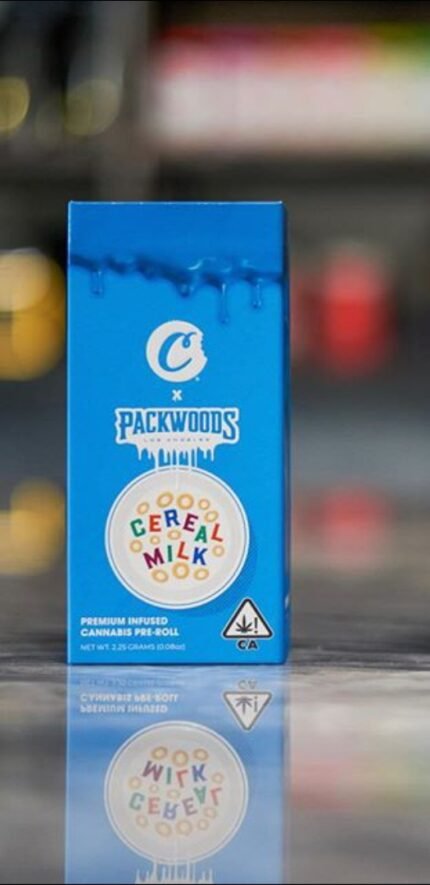 C
x
PACKWOODS
LOS ANGELES
CEREAL
MILK
PREMIUM INFUSED
CANNABIS PRE-ROLL
NET WT. 2.25 GRAMS (0.08oz)
!
CA